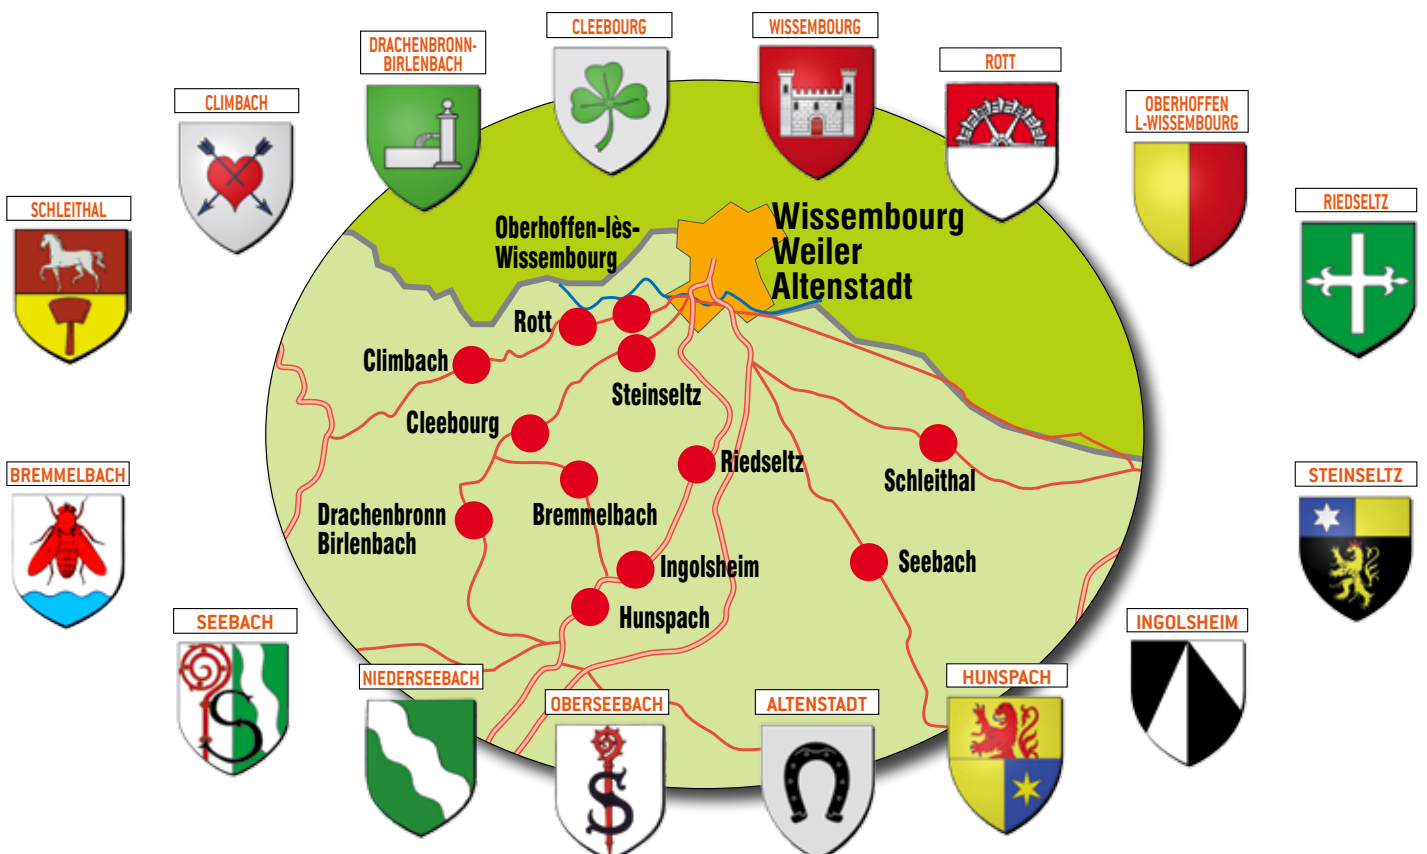 CLEEBOURG
WISSEMBOURG
DRACHENBRONN-
BIRLENBACH
ROTT
CLIMBACH
OBERHOFFEN
L-WISSEMBOURG
SCHLEITHAL
RIEDSELTZ
Oberhoffen-lès-
Wissembourg
Wissembourg
Weiler
Altenstadt
Rott
Climbach
Steinseltz
Cleebourg
Riedseltz
Schleithal
BREMMELBACH
STEINSELTZ
Drachenbronn
Birlenbach
Bremmelbach
Ingolsheim
Seebach
Hunspach
SEEBACH
INGOLSHEIM
NIEDERSEEBACH
HUNSPACH
OBERSEEBACH
ALTENSTADT
S
S